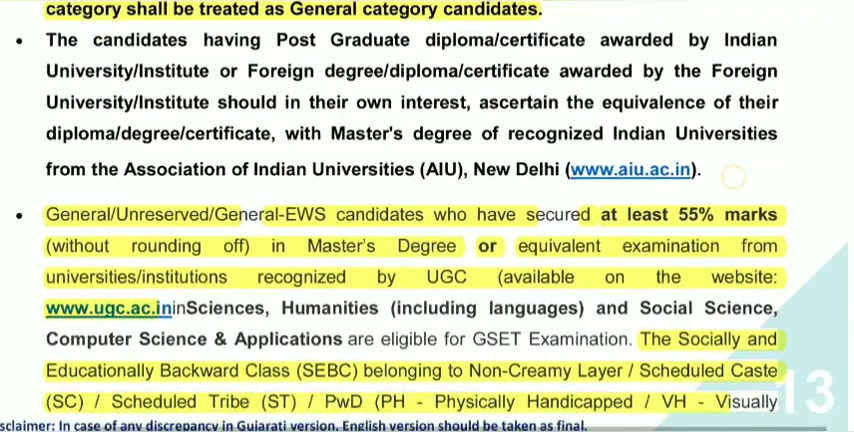 category shall be treated as General category candidates.
• The candidates having Post Graduate diploma/certificate awarded by Indian
University/Institute or Foreign degree/diploma/certificate awarded by the Foreign
University/Institute should in their own interest, ascertain the equivalence of their
diploma/degree/certificate, with Master's degree of recognized Indian Universities
from the Association of Indian Universities (AIU), New Delhi (www.aiu.ac.in).
• General/Unreserved/General-EWS candidates who have secured at least 55% marks
(without rounding off) in Master's Degree or equivalent examination from
universities/institutions recognized by UGC (available on the website:
www.ugc.ac.ininSciences, Humanities (including languages) and Social Science,
Computer Science & Applications are eligible for GSET Examination. The Socially and
Educationally Backward Class (SEBC) belonging to Non-Creamy Layer / Scheduled Caste
(SC) / Scheduled Tribe (ST) / PwD (PH - Physically Handicapped / VH - Visually
13
sclaimer: In case of any discrepancy in Gujarati version, English version should be taken as final.